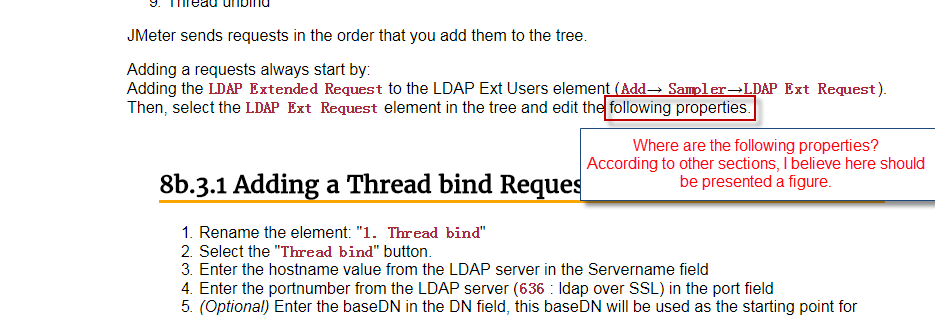 9. Thread unbind
JMeter sends requests in the order that you add them to the tree.
Adding a requests always start by:
Adding the LDAP Extended Request to the LDAP Ext Users element (Add→ Sampler→LDAP Ext Request).
Then, select the LDAP Ext Request element in the tree and edit the following properties.
Where are the following properties?
According to other sections, I believe here should
be presented a figure.
8b.3.1 Adding a Thread bind Reques
1. Rename the element: "1. Thread bind"
2. Select the "Thread bind" button.
3. Enter the hostname value from the LDAP server in the Servername field
4. Enter the portnumber from the LDAP server (636 : ldap over SSL) in the port field
5. (Optional) Enter the baseDN in the DN field, this baseDN will be used as the starting point for